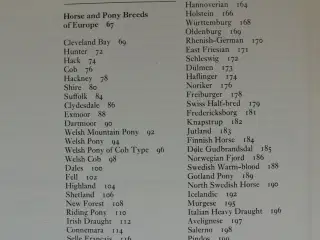 Horse and Pony Breeds
of Europe 67
Cleveland Bay 69
Hunter 72
Hack 74
Cob 76
Hackney 78
Shire 80
Suffolk 84
Clydesdale 86
Exmoor 88
Dartmoor 90
Welsh Mountain Pony 92
Welsh Pony 94
Welsh Pony of Cob Type 96
Welsh Cob 98
Dales 100
Fell 102
Highland 104
Shetland 106
New Forest 108
Riding Pony 110
Irish Draught 112
Connemara 114
Selle Français 116
Hannoverian 164
Holstein 166
Württemburg 168
Oldenburg 169
Rhenish-German 170
East Friesan 171
Schleswig 172
Dülmen 173
Haflinger 174
Noriker 176
Freiburger 178
Swiss Half-bred 179
Fredericksborg 181
Knapstrup 182
Jutland 183
Finnish Horse 184
Døle Gudbrandsdal 185
Norwegian Fjord 186
Swedish Warm-blood 188
Gotland Pony 189
North Swedish Horse 190
Icelandic 192
Murgese 195
Italian Heavy Draught 196
Avelignese 197
Salerno 198